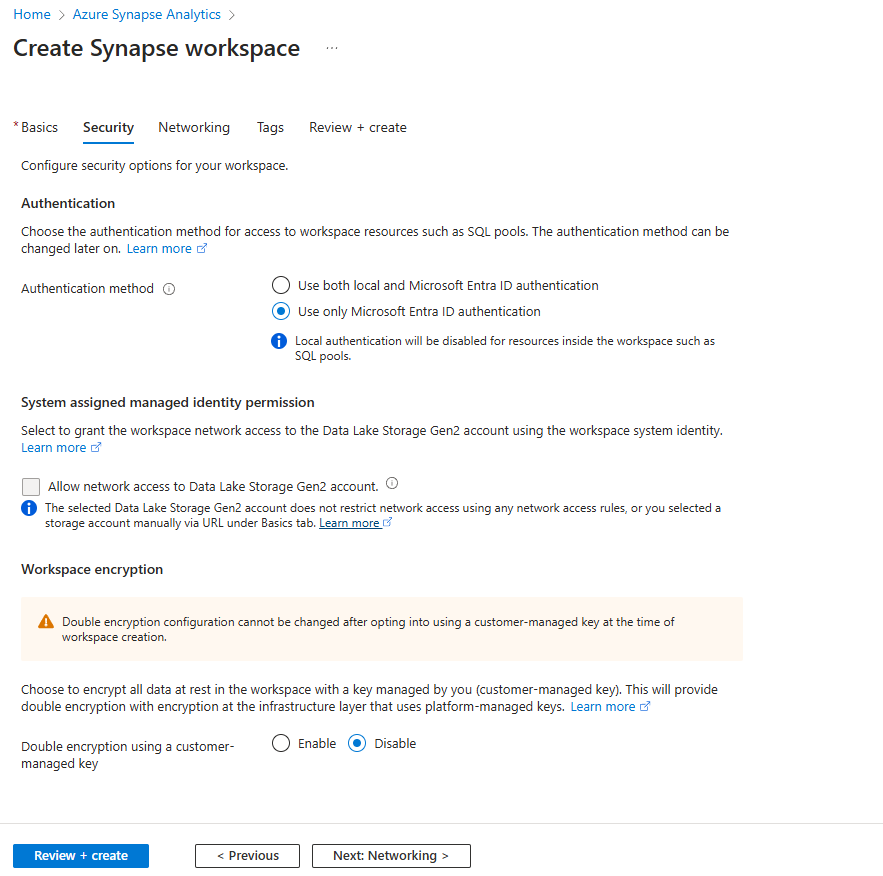 Home > Azure Synapse Analytics >
Create Synapse workspace ...
* Basics Security Networking Tags Review + create
Configure security options for your workspace.
Authentication
Choose the authentication method for access to workspace resources such as SQL pools. The authentication method can be
changed later on. Learn more
Authentication method
Use both local and Microsoft Entra ID authentication
Use only Microsoft Entra ID authentication
Local authentication will be disabled for resources inside the workspace such as
SQL pools.
System assigned managed identity permission
Select to grant the workspace network access to the Data Lake Storage Gen2 account using the workspace system identity.
Learn more
Allow network access to Data Lake Storage Gen2 account.
The selected Data Lake Storage Gen2 account does not restrict network access using any network access rules, or you selected a
storage account manually via URL under Basics tab. Learn more
Workspace encryption
Double encryption configuration cannot be changed after opting into using a customer-managed key at the time of
workspace creation.
Choose to encrypt all data at rest in the workspace with a key managed by you (customer-managed key). This will provide
double encryption with encryption at the infrastructure layer that uses platform-managed keys. Learn more
Double encryption using a customer-
managed key
Enable Disable
Review + create < Previous Next: Networking >